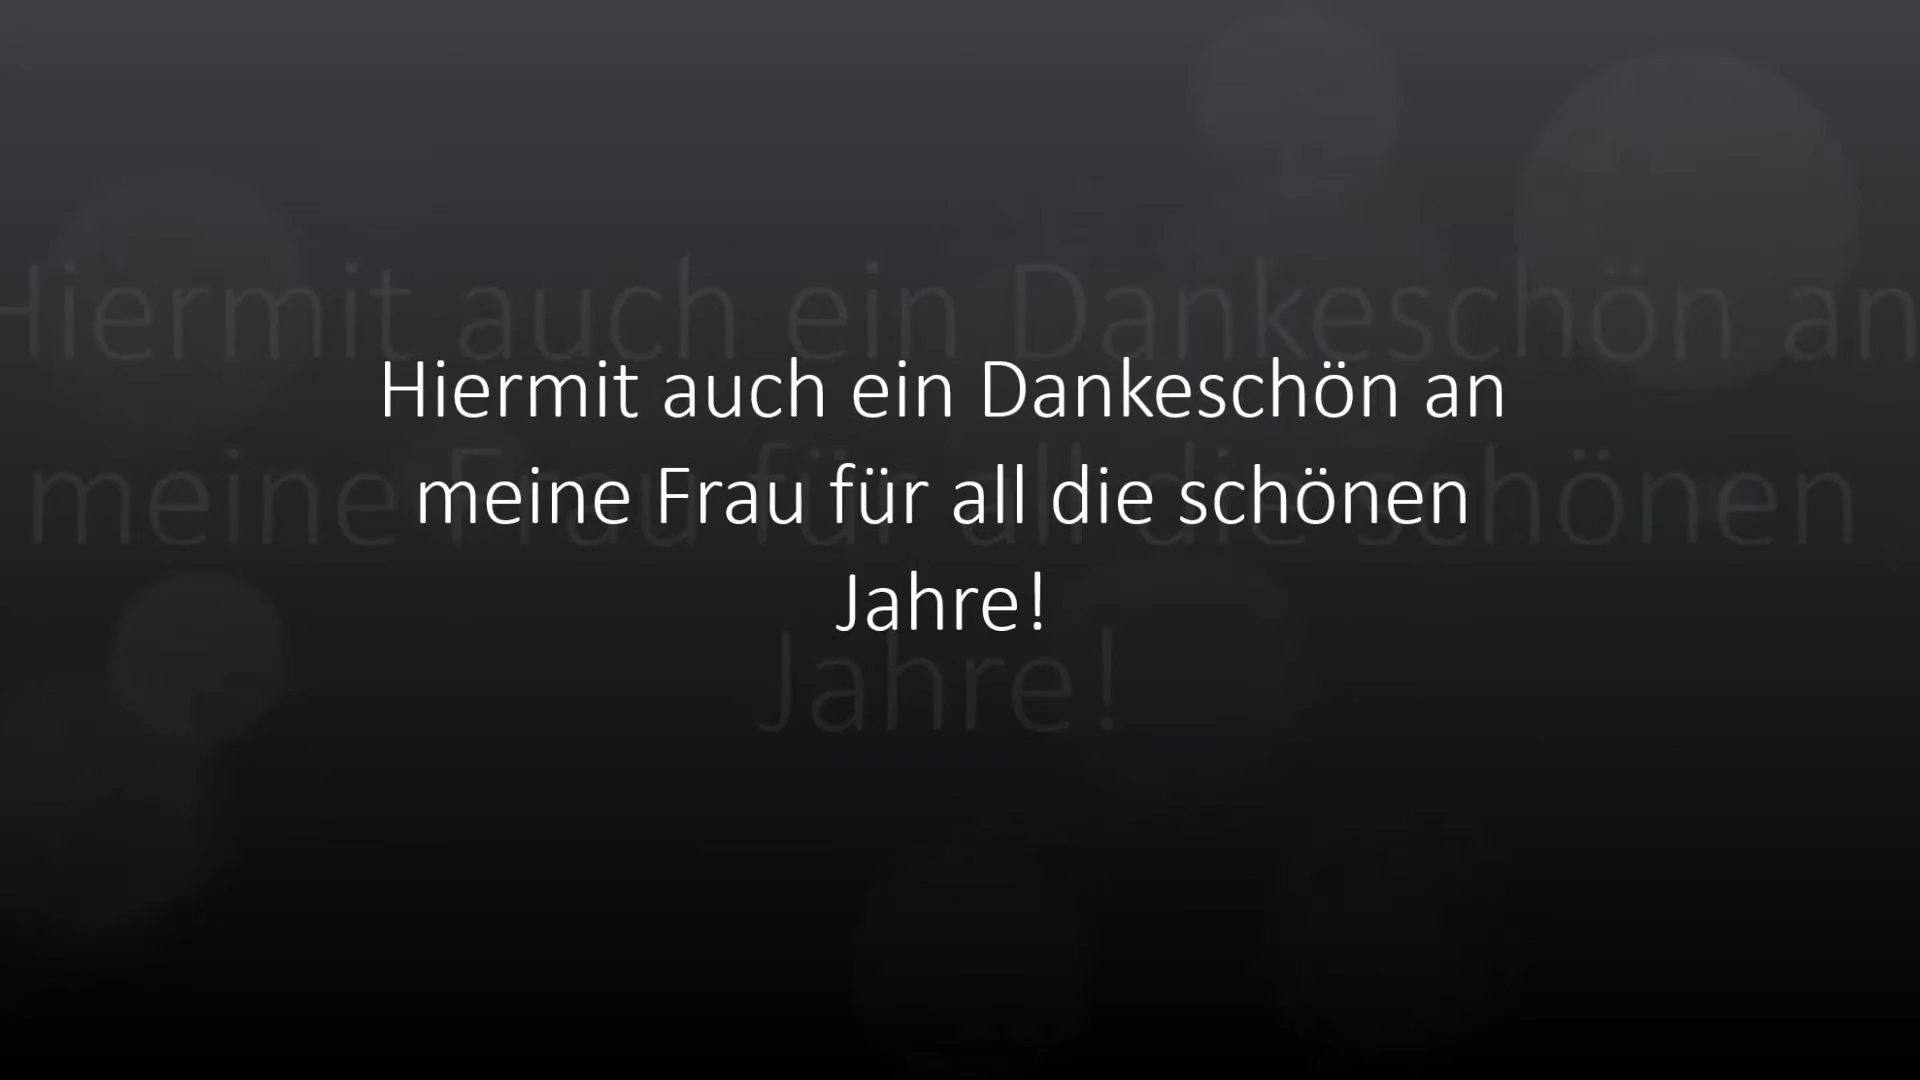 Hiermit auch ein Dankeschön an
meine Frau für all die schönen
Jahre!